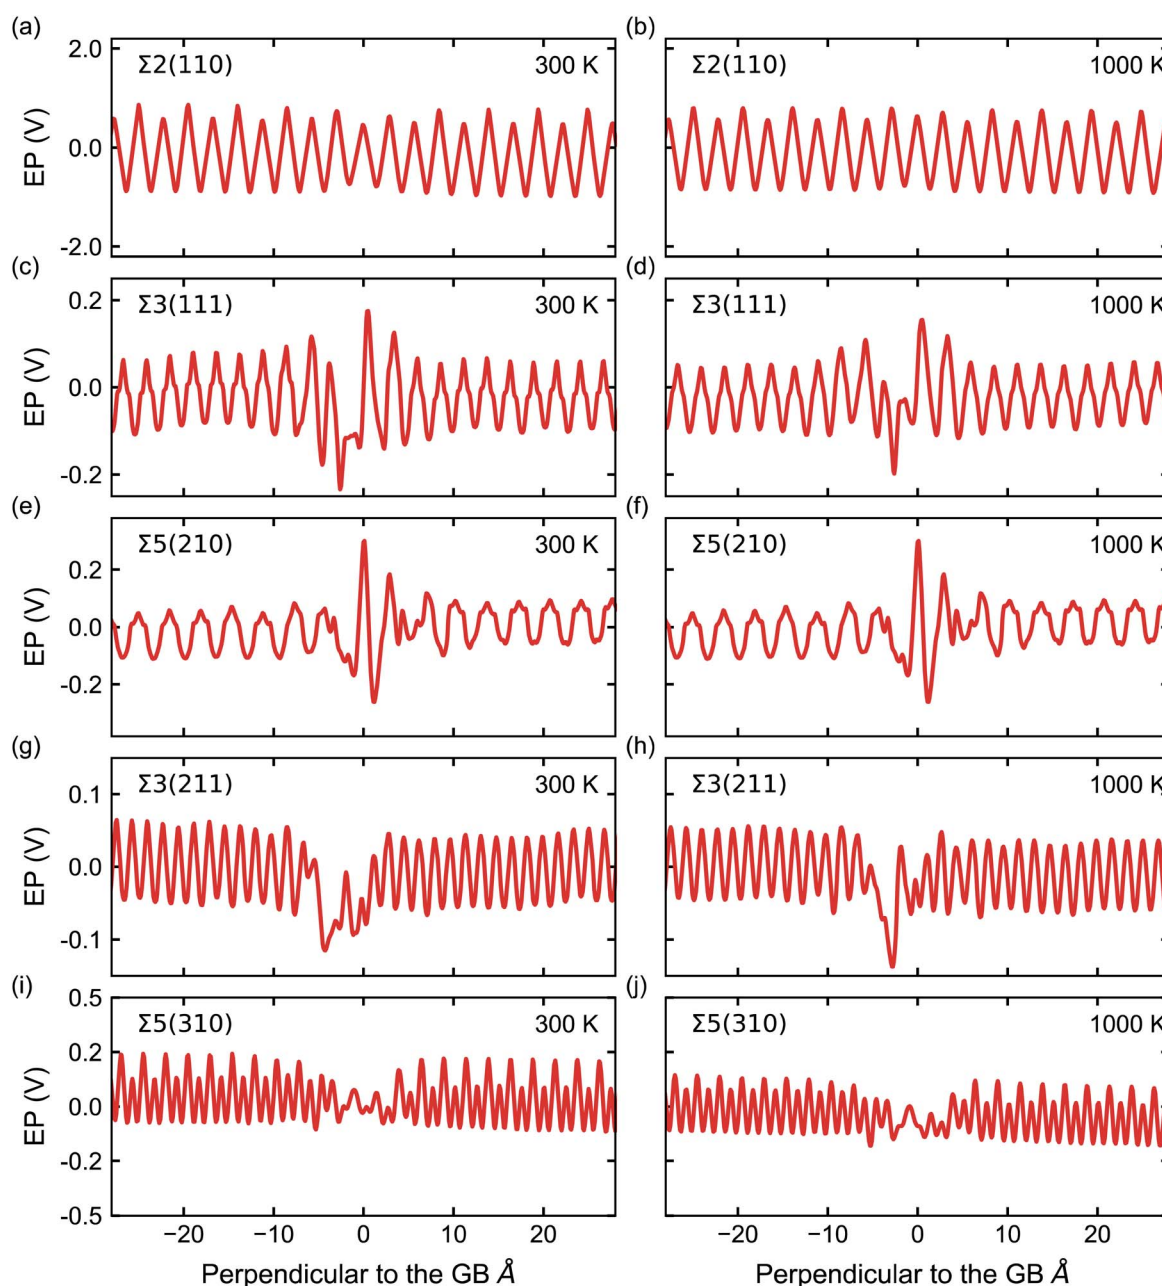 (a)
(b)
2.0
Σ2(110)
300 K
Σ2(110)
1000 K
EP (V)
0.0
-2.0
(c)
(d)
0.2
Σ3(111)
300 K
Σ3(111)
1000 K
EP (V)
0.0
-0.2
(e)
(f)
Σ5(210)
300 K
Σ5(210)
1000 K
0.2
EP (V)
0.0
-0.2
(g)
(h)
Σ3(211)
300 K
Σ3(211)
1000 K
0.1
EP (V)
0.0
-0.1
(i)
(j)
0.5
Σ5(310)
300 K
Σ5(310)
1000 K
0.2
EP (V)
0.0
-0.2
-0.5
−20 −10 0 10 20
−20 −10 0 10 20
Perpendicular to the GB Å
Perpendicular to the GB Å